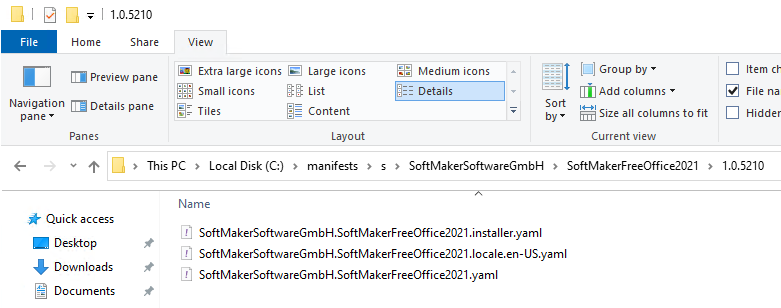 1.0.5210
File Home Share View
Navigation pane
Preview pane
Details pane
Panes
Extra large icons Large icons Medium icons
Small icons List Details
Tiles Content
Layout
Sort by
Group by
Add columns
Size all columns to fit
Current view
Item ch
File na
Hidden
This PC > Local Disk (C:) > manifests > s > SoftMakerSoftwareGmbH > SoftMakerFreeOffice2021 > 1.0.5210
Quick access
Desktop
Downloads
Documents
Name
SoftMakerSoftwareGmbH.SoftMakerFreeOffice2021.installer.yaml
SoftMakerSoftwareGmbH.SoftMakerFreeOffice2021.locale.en-US.yaml
SoftMakerSoftwareGmbH.SoftMakerFreeOffice2021.yaml